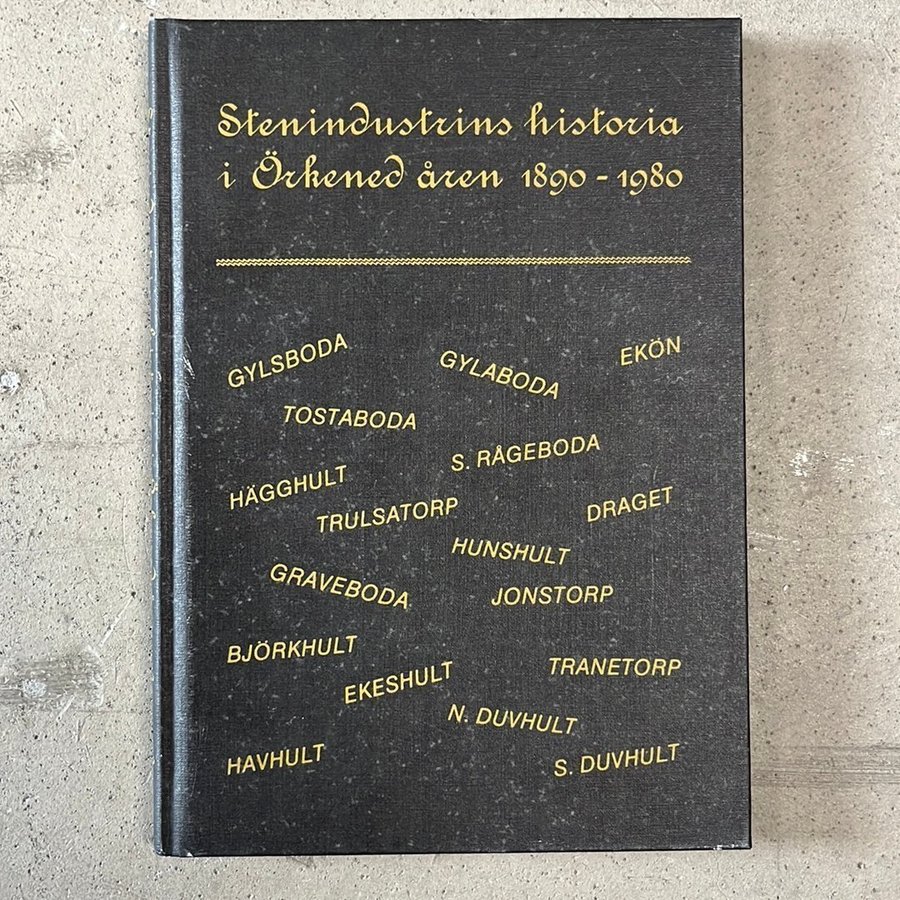 Stenindustrins historia
i Örkened åren 1890 - 1980
GYLSBODA
GYLABODA
EKÖN
TOSTABODA
S. RÅGEBODA
HÄGGHULT
TRULSATORP
DRAGET
HUNSHULT
GRAVEBODA
JONSTORP
BJÖRKHULT
EKESHULT
TRANETORP
N. DUVHULT
HAVHULT
S. DUVHULT